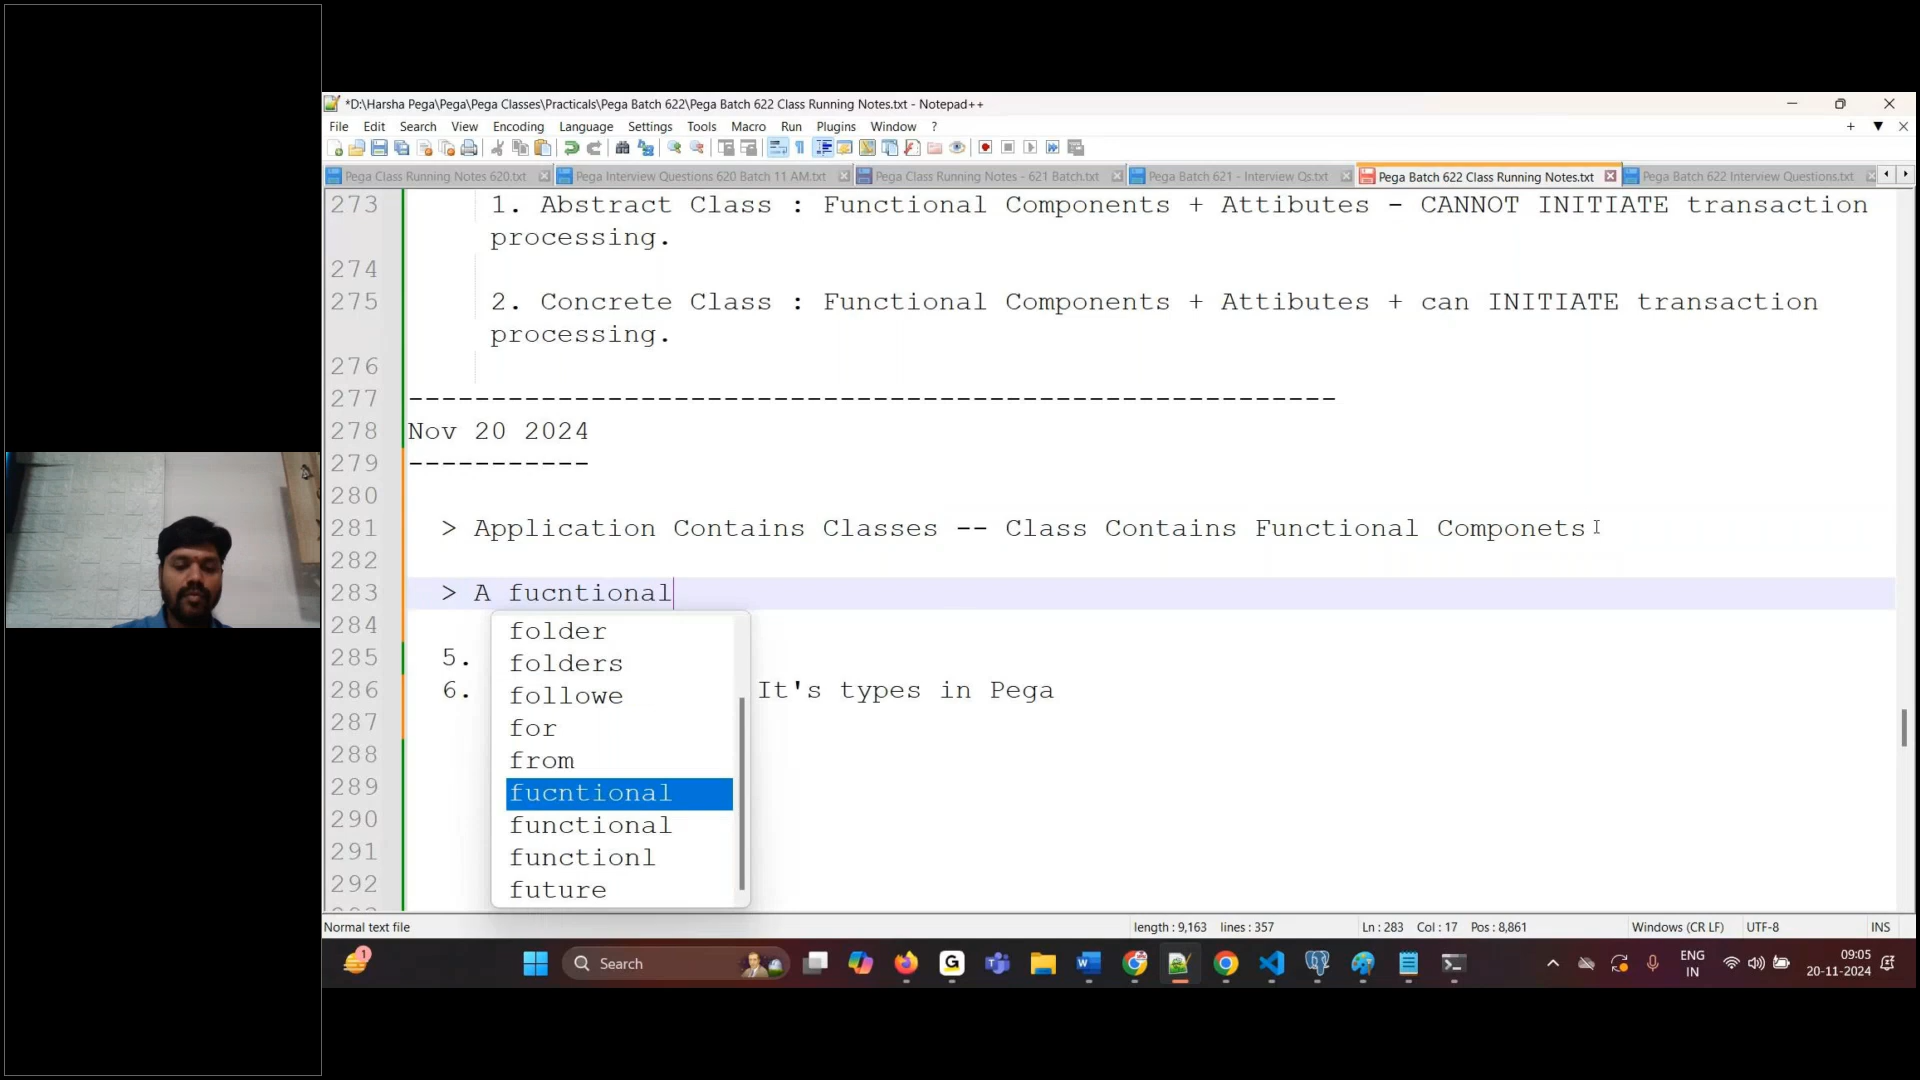 *D:\Harsha Pega\Pega\Pega Classes\Practicals\Pega Batch 622\Pega Batch 622 Class Running Notes.txt - Notepad++
File Edit Search View Encoding Language Settings Tools Macro Run Plugins Window ?
Pega Class Running Notes 620.txt Pega Interview Questions 620 Batch 11 AM.txt Pega Class Running Notes - 621 Batch.txt Pega Batch 621 - Interview Qs.txt Pega Batch 622 Class Running Notes.txt Pega Batch 622 Interview Questions.txt
273 1. Abstract Class : Functional Components + Attibutes - CANNOT INITIATE transaction
processing.
274
275 2. Concrete Class : Functional Components + Attibutes + can INITIATE transaction
processing.
276
277 --------------------------------------------------------
278 Nov 20 2024
279 -----------
280
281 > Application Contains Classes -- Class Contains Functional Componets
282
283 > A fucntional
284
285 5.
286 6. It's types in Pega
287
288
289
290
291
292
folder
folders
followe
for
from
fucntional
functional
functionl
future
Normal text file length : 9,163 lines : 357 Ln : 283 Col : 17 Pos : 8,861 Windows (CR LF) UTF-8 INS
1 Search ENG IN 09:05 20-11-2024